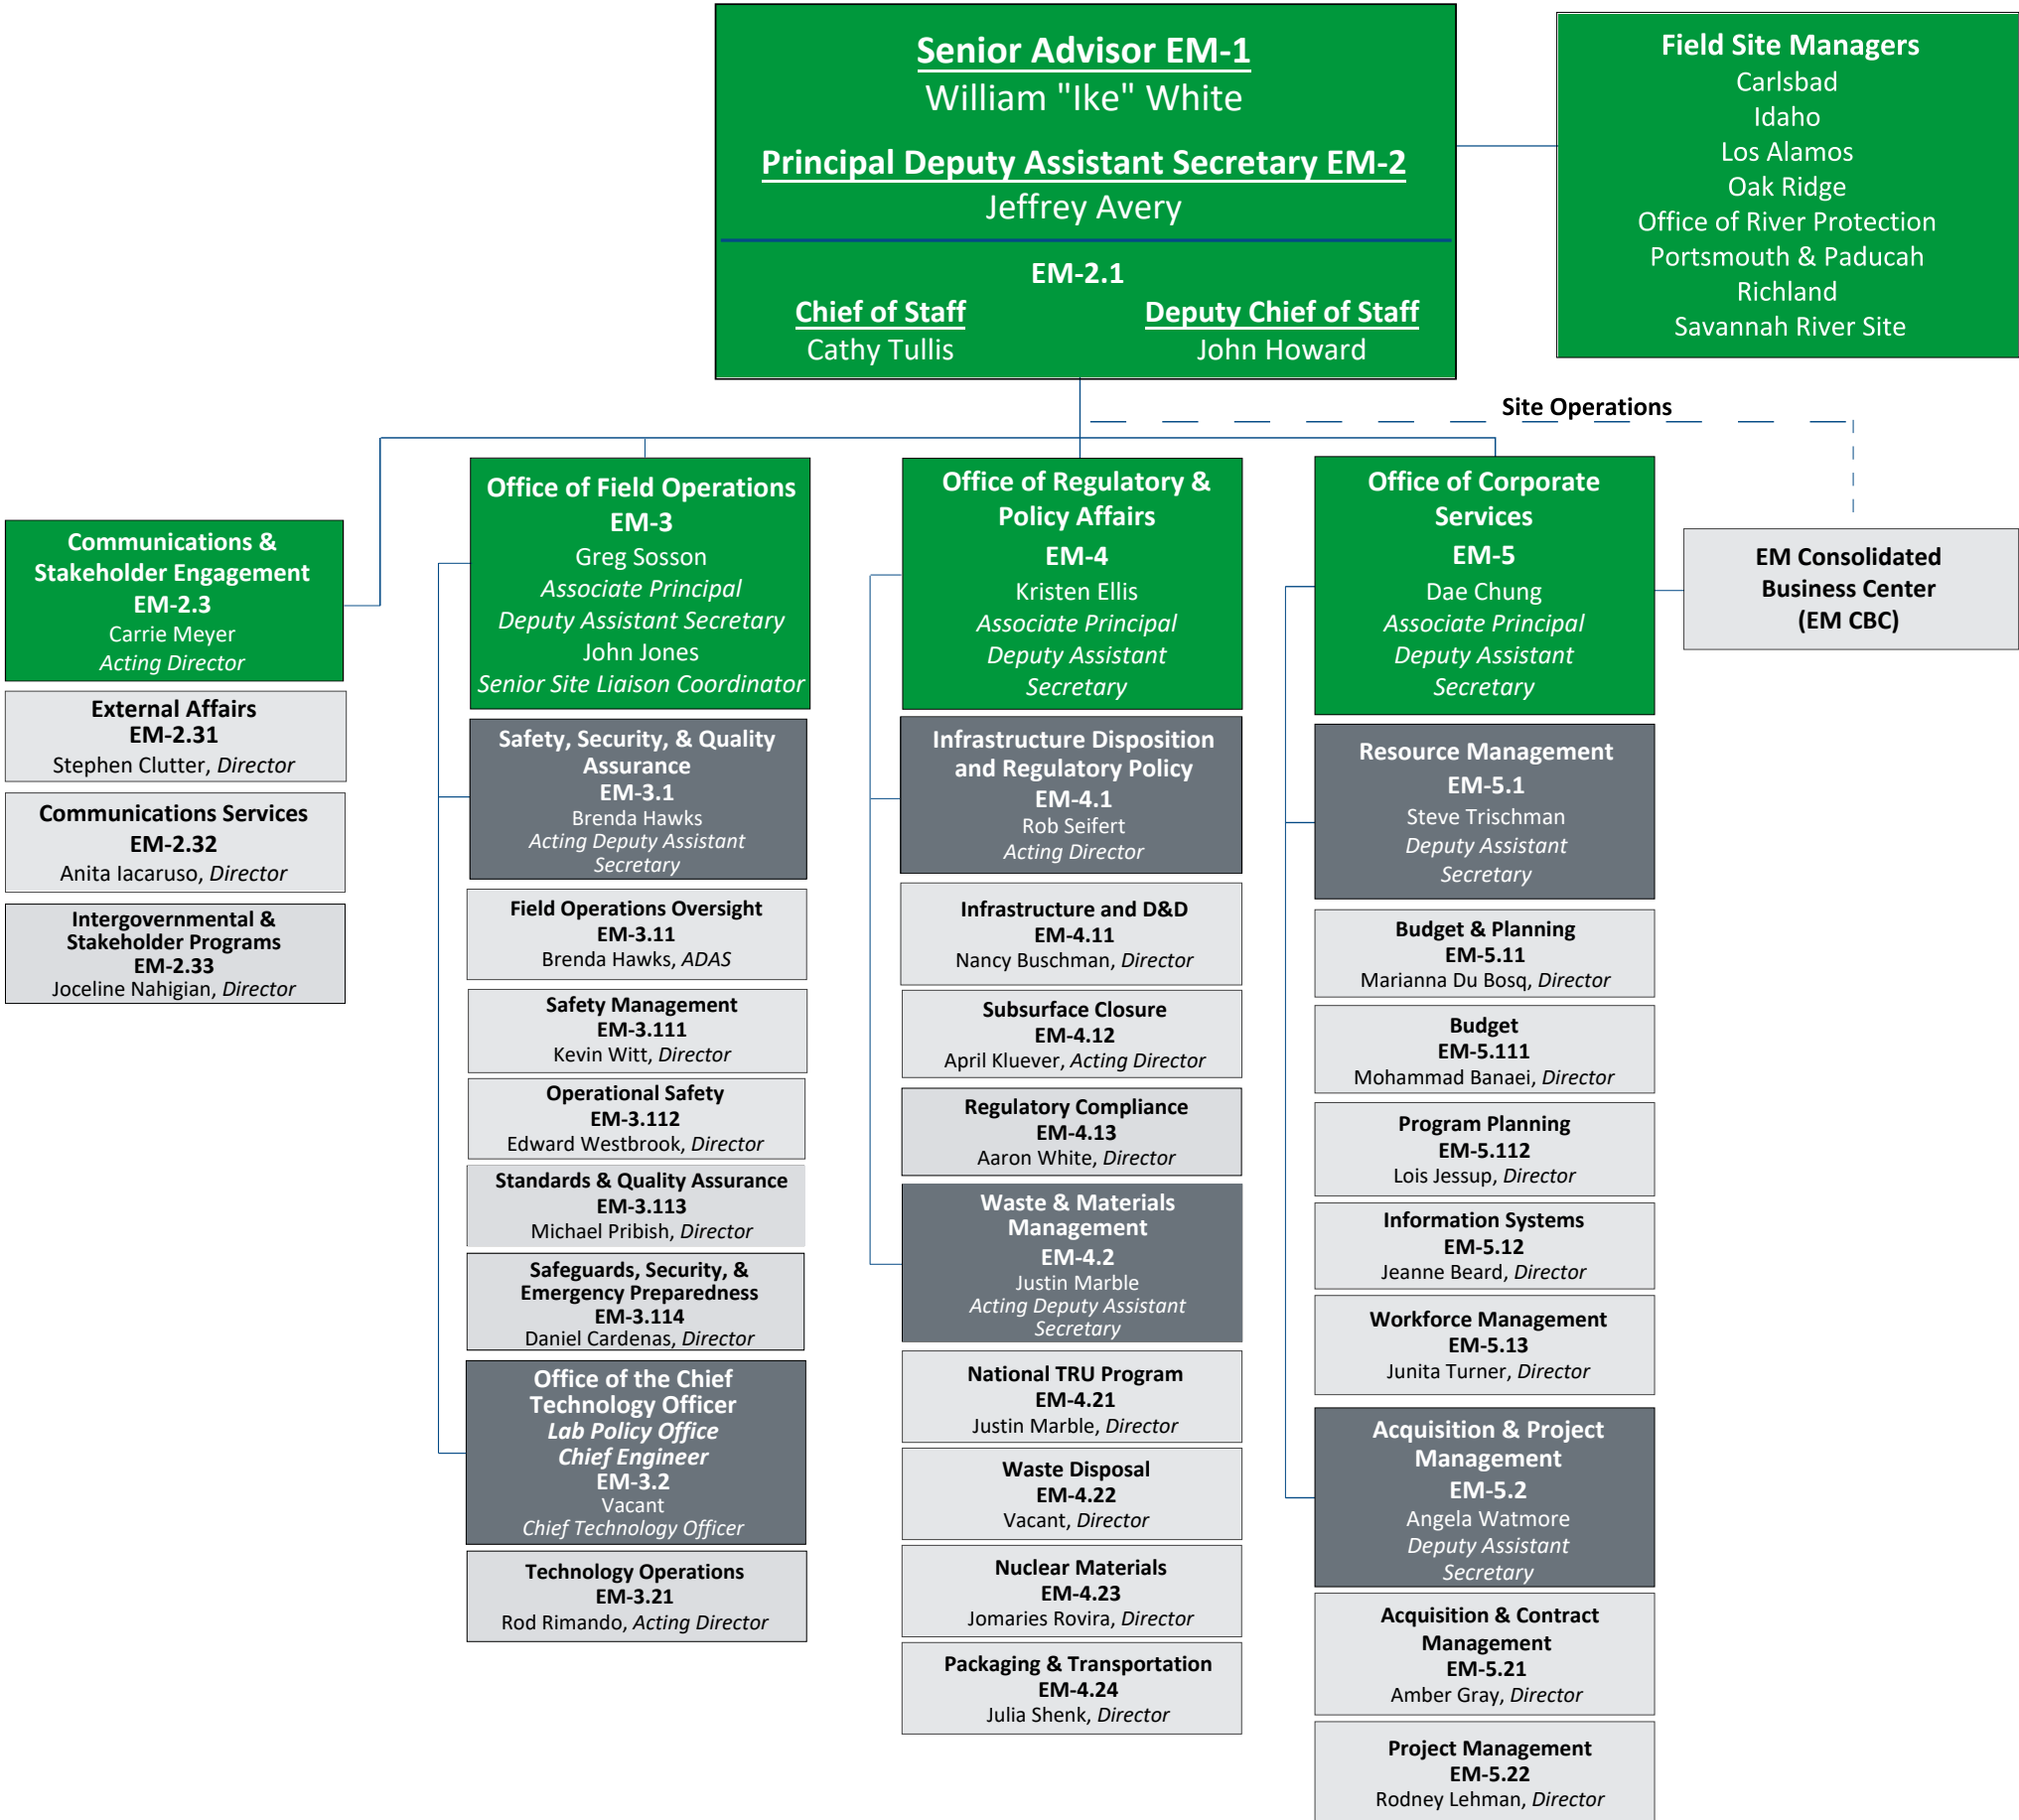 Senior Advisor EM-1
William "Ike" White
Principal Deputy Assistant Secretary EM-2
Jeffrey Avery
EM-2.1
Chief of Staff
Cathy Tullis
Deputy Chief of Staff
John Howard
Field Site Managers
Carlsbad
Idaho
Los Alamos
Oak Ridge
Office of River Protection
Portsmouth & Paducah
Richland
Savannah River Site
Site Operations
Communications &
Stakeholder Engagement
EM-2.3
Carrie Meyer
Acting Director
External Affairs
EM-2.31
Stephen Clutter, Director
Communications Services
EM-2.32
Anita Iacaruso, Director
Intergovernmental &
Stakeholder Programs
EM-2.33
Joceline Nahigian, Director
Office of Field Operations
EM-3
Greg Sosson
Associate Principal
Deputy Assistant Secretary
John Jones
Senior Site Liaison Coordinator
Safety, Security, & Quality
Assurance
EM-3.1
Brenda Hawks
Acting Deputy Assistant
Secretary
Field Operations Oversight
EM-3.11
Brenda Hawks, ADAS
Safety Management
EM-3.111
Kevin Witt, Director
Operational Safety
EM-3.112
Edward Westbrook, Director
Standards & Quality Assurance
EM-3.113
Michael Pribish, Director
Safeguards, Security, &
Emergency Preparedness
EM-3.114
Daniel Cardenas, Director
Office of the Chief
Technology Officer
Lab Policy Office
Chief Engineer
EM-3.2
Vacant
Chief Technology Officer
Technology Operations
EM-3.21
Rod Rimando, Acting Director
Office of Regulatory &
Policy Affairs
EM-4
Kristen Ellis
Associate Principal
Deputy Assistant
Secretary
Infrastructure Disposition
and Regulatory Policy
EM-4.1
Rob Seifert
Acting Director
Infrastructure and D&D
EM-4.11
Nancy Buschman, Director
Subsurface Closure
EM-4.12
April Kluever, Acting Director
Regulatory Compliance
EM-4.13
Aaron White, Director
Waste & Materials
Management
EM-4.2
Justin Marble
Acting Deputy Assistant
Secretary
National TRU Program
EM-4.21
Justin Marble, Director
Waste Disposal
EM-4.22
Vacant, Director
Nuclear Materials
EM-4.23
Jomaries Rovira, Director
Packaging & Transportation
EM-4.24
Julia Shenk, Director
Office of Corporate
Services
EM-5
Dae Chung
Associate Principal
Deputy Assistant
Secretary
Resource Management
EM-5.1
Steve Trischman
Deputy Assistant
Secretary
Budget & Planning
EM-5.11
Marianna Du Bosq, Director
Budget
EM-5.111
Mohammad Banaei, Director
Program Planning
EM-5.112
Lois Jessup, Director
Information Systems
EM-5.12
Jeanne Beard, Director
Workforce Management
EM-5.13
Junita Turner, Director
Acquisition & Project
Management
EM-5.2
Angela Watmore
Deputy Assistant
Secretary
Acquisition & Contract
Management
EM-5.21
Amber Gray, Director
Project Management
EM-5.22
Rodney Lehman, Director
EM Consolidated
Business Center
(EM CBC)